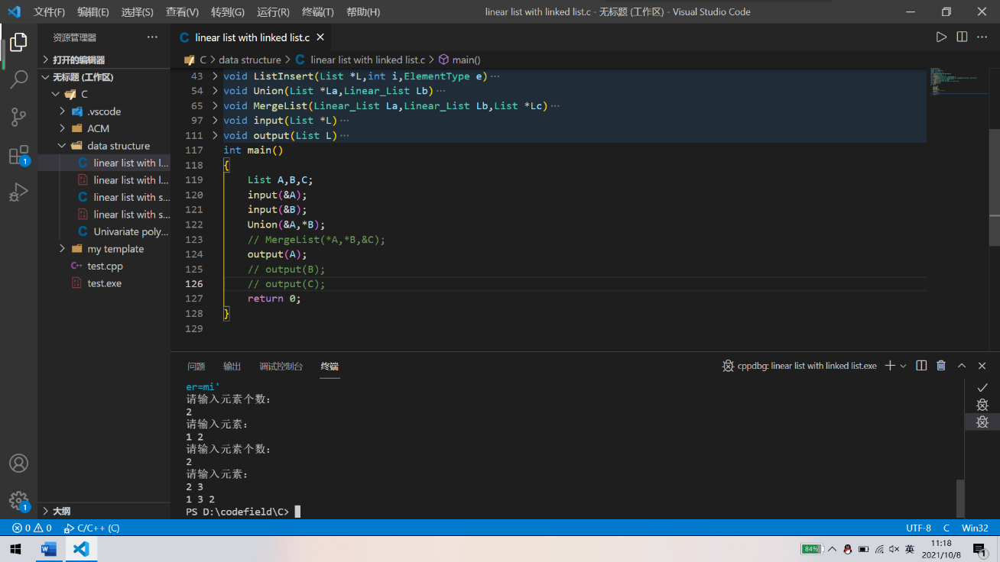 文件(F) 编辑(E) 选择(S) 查看(V) 转到(G) 运行(R) 终端(T) 帮助(H) linear list with linked list.c - 无标题 (工作区) - Visual Studio Code
资源管理器
打开的编辑器
无标题 (工作区)
C
.vscode
ACM
data structure
linear list with l...
linear list with l...
linear list with s...
linear list with s...
Univariate poly...
my template
test.cpp
test.exe
大纲
linear list with linked list.c
C > data structure > C linear list with linked list.c > main()
43 void ListInsert(List *L,int i,ElementType e)···
54 void Union(List *La,Linear_List Lb)···
65 void MergeList(Linear_List La,Linear_List Lb,List *Lc)···
97 void input(List *L)···
111 void output(List L)···
117 int main()
118 {
119 List A,B,C;
120 input(&A);
121 input(&B);
122 Union(&A,*B);
123 // MergeList(*A,*B,&C);
124 output(A);
125 // output(B);
126 // output(C);
127 return 0;
128 }
129
问题 输出 调试控制台 终端 cppdbg: linear list with linked list.exe
er=mi'
请输入元素个数：
2
请输入元素：
1 2
请输入元素个数：
2
请输入元素：
2 3
1 3 2
PS D:\codefield\C>
1
1
0 0 C/C++ (C) UTF-8 C Win32
84% 英 11:18
2021/10/8
1